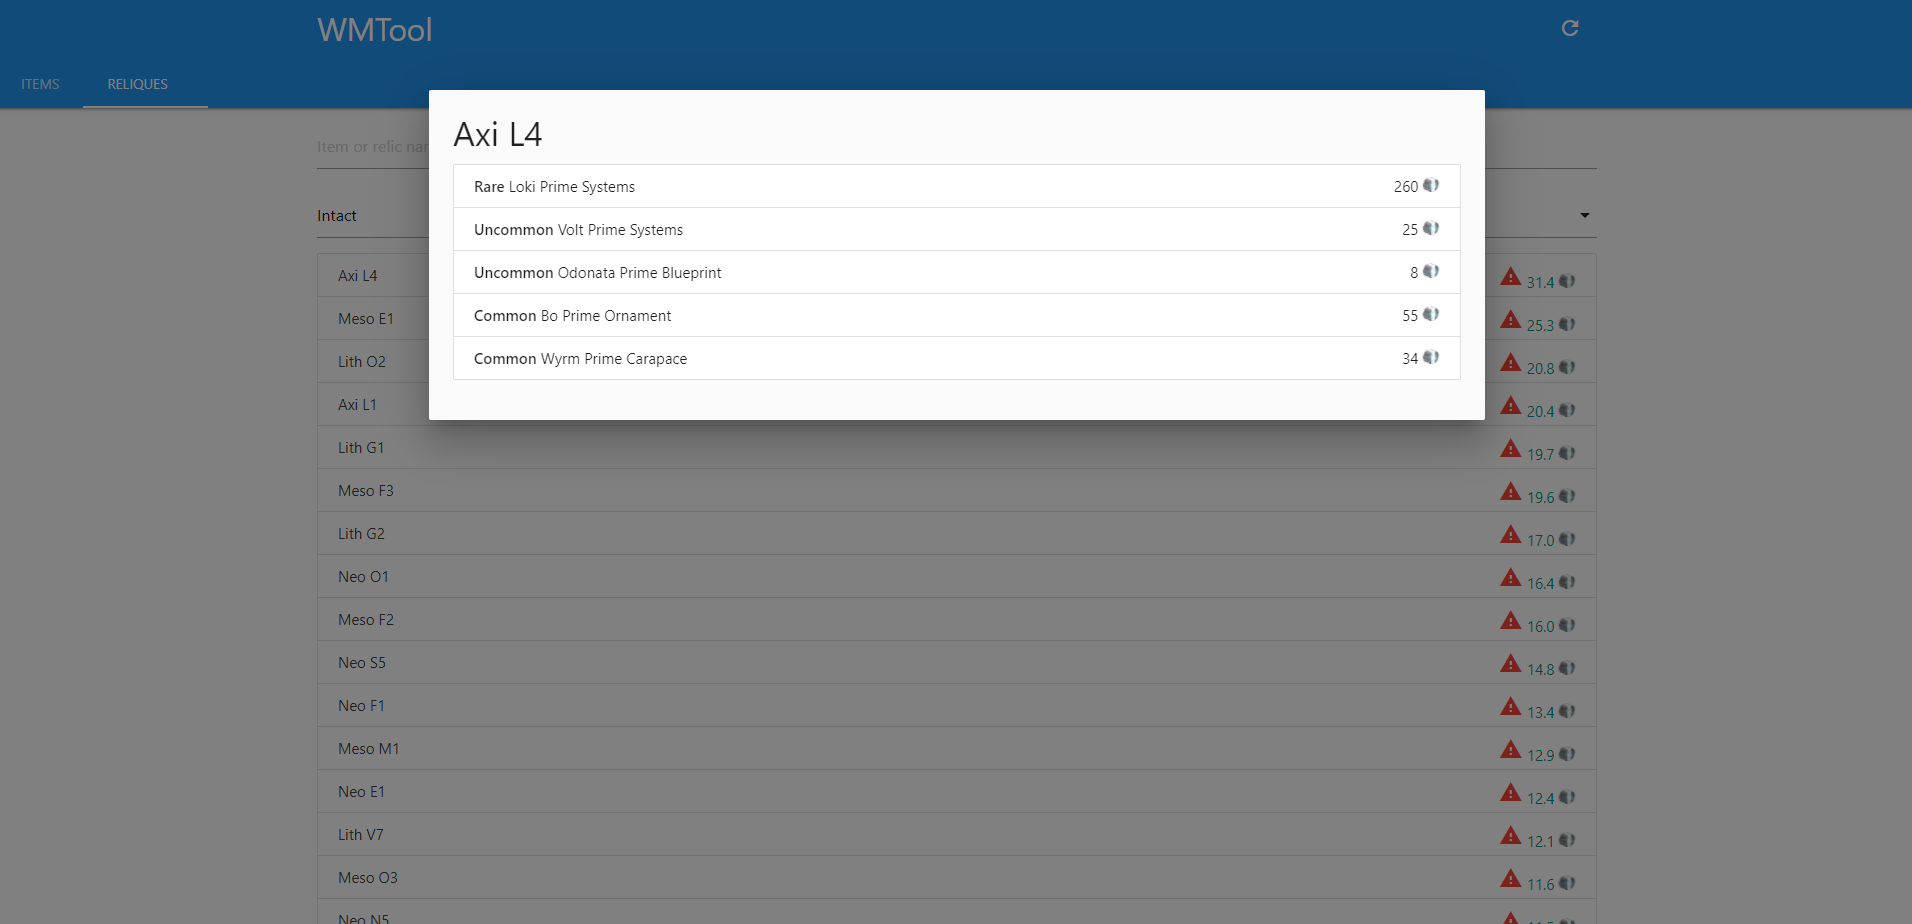 WMTool
ITEMS RELIQUES
Item or relic nar
Intact
Axi L4
Rare Loki Prime Systems 260
Uncommon Volt Prime Systems 25
Uncommon Odonata Prime Blueprint 8
Common Bo Prime Ornament 55
Common Wyrm Prime Carapace 34
Axi L4 31.4
Meso E1 25.3
Lith O2 20.8
Axi L1 20.4
Lith G1 19.7
Meso F3 19.6
Lith G2 17.0
Neo O1 16.4
Meso F2 16.0
Neo S5 14.8
Neo F1 13.4
Meso M1 12.9
Neo E1 12.4
Lith V7 12.1
Meso O3 11.6
Neo N5